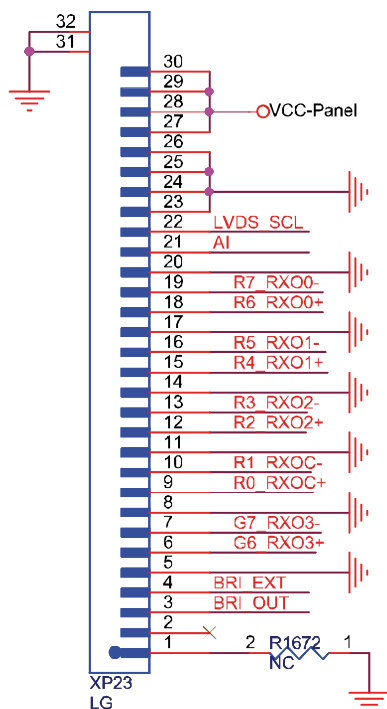 32
31
30
29
28
VCC-Panel
27
26
25
24
23
22 LVDS_SCL
21 AI
20
19 R7_RXO0-
18 R6_RXO0+
17
16 R5_RXO1-
15 R4_RXO1+
14
13 R3_RXO2-
12 R2_RXO2+
11
10 R1_RXOC-
9 R0_RXOC+
8
7 G7_RXO3-
6 G6_RXO3+
5
4 BRI_EXT
3 BRI_OUT
2
1 2 R1672 1
NC
XP23
LG